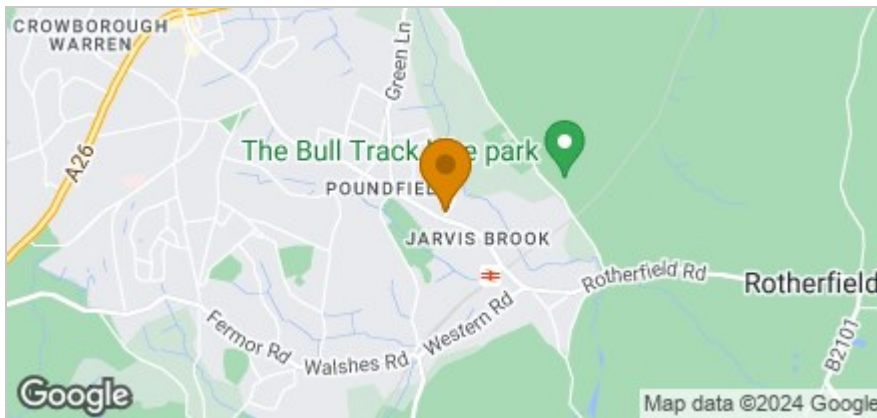 CROWBOROUGH
WARREN
Green Ln
A26
The Bull Track park
POUNDFIEL
JARVIS BROOK
Rotherfield Rd
Rotherfield
Western Rd
Fermor Rd
Walshes Rd
B2101
Google
Map data ©2024 Google